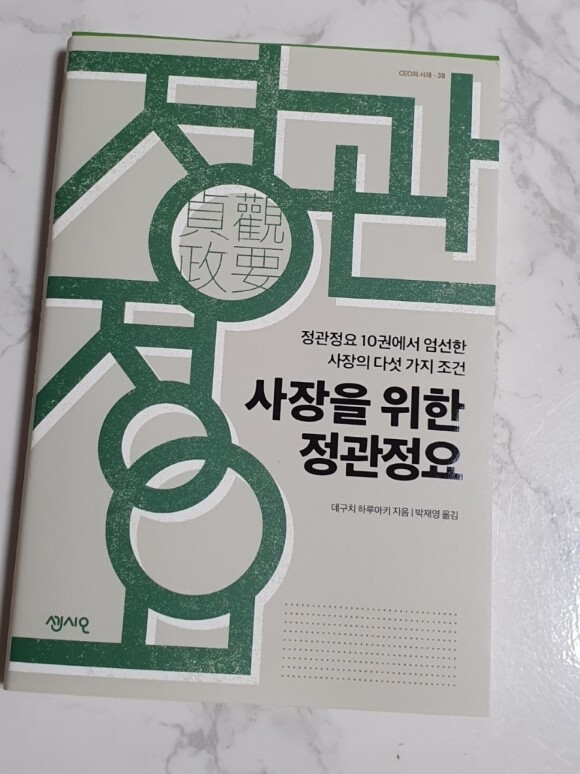 CEO의 서재 · 38
정관
정요
貞觀
政要
정관정요 10권에서 엄선한
사장의 다섯 가지 조건
사장을 위한
정관정요
데구치 하루아키 지음 | 박재영 옮김
센시오